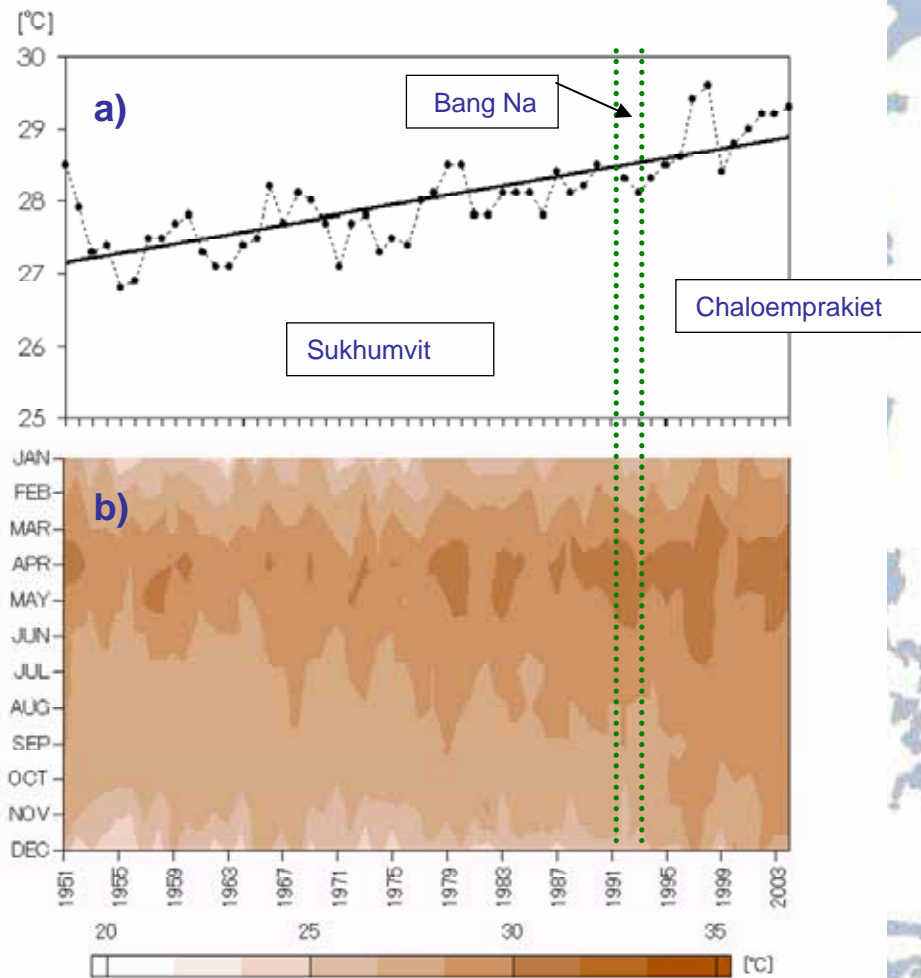 [°C]
30
a)
Bang Na
29
28
27
Chaloemprakiet
26
Sukhumvit
25
JAN
FEB
b)
MAR
APR
MAY
JUN
JUL
AUG
SEP
OCT
NOV
DEC
1951 1955 1959 1963 1967 1971 1975 1979 1983 1987 1991 1995 1999 2003
20 25 30 35
[°C]